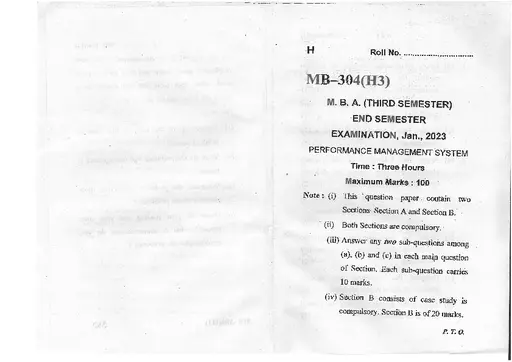 H
Roll No. ..............................
MB–304(H3)
M. B. A. (THIRD SEMESTER)
END SEMESTER
EXAMINATION, Jan., 2023
PERFORMANCE MANAGEMENT SYSTEM
Time : Three Hours
Maximum Marks : 100
Note : (i) This question paper contain two
Sections Section A and Section B.
(ii) Both Sections are compulsory.
(iii) Answer any two sub-questions among
(a), (b) and (c) in each main question
of Section. Each sub-question carries
10 marks.
(iv) Section B consists of case study is
compulsory. Section B is of 20 marks.
P. T. O.